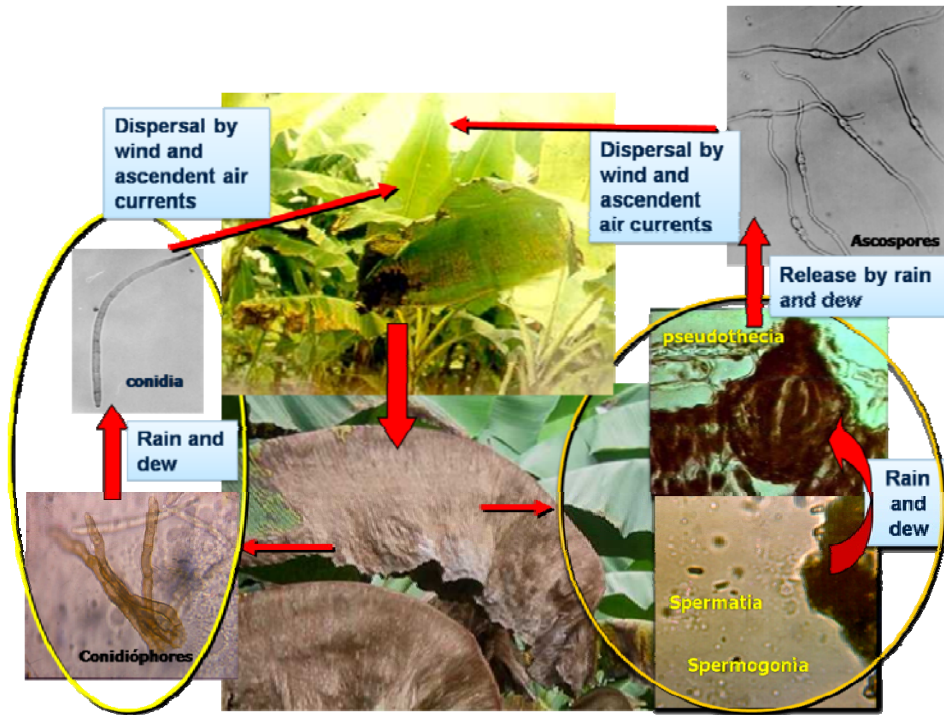 Dispersal by
wind and
ascendent air
currents
Dispersal by
wind and
ascendent
air currents
Ascospores
Release by rain
and dew
conidia
pseudothecia
Rain and
dew
Rain
and
dew
Conidióphores
Spermatia
Spermogonia